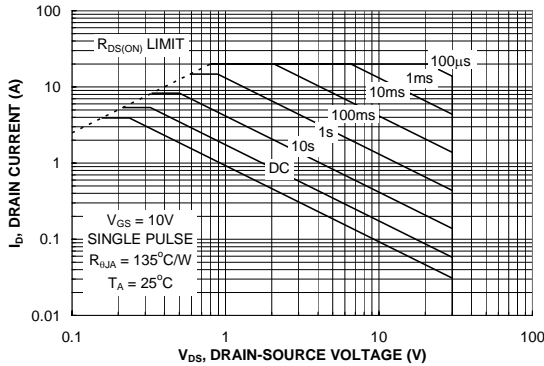 100
10
1
0.1
0.01
I_D, DRAIN CURRENT (A)
R_DS(ON) LIMIT
100µs
1ms
10ms
100ms
1s
10s
DC
V_GS = 10V
SINGLE PULSE
R_θJA = 135°C/W
T_A = 25°C
0.1
1
10
100
V_DS, DRAIN-SOURCE VOLTAGE (V)